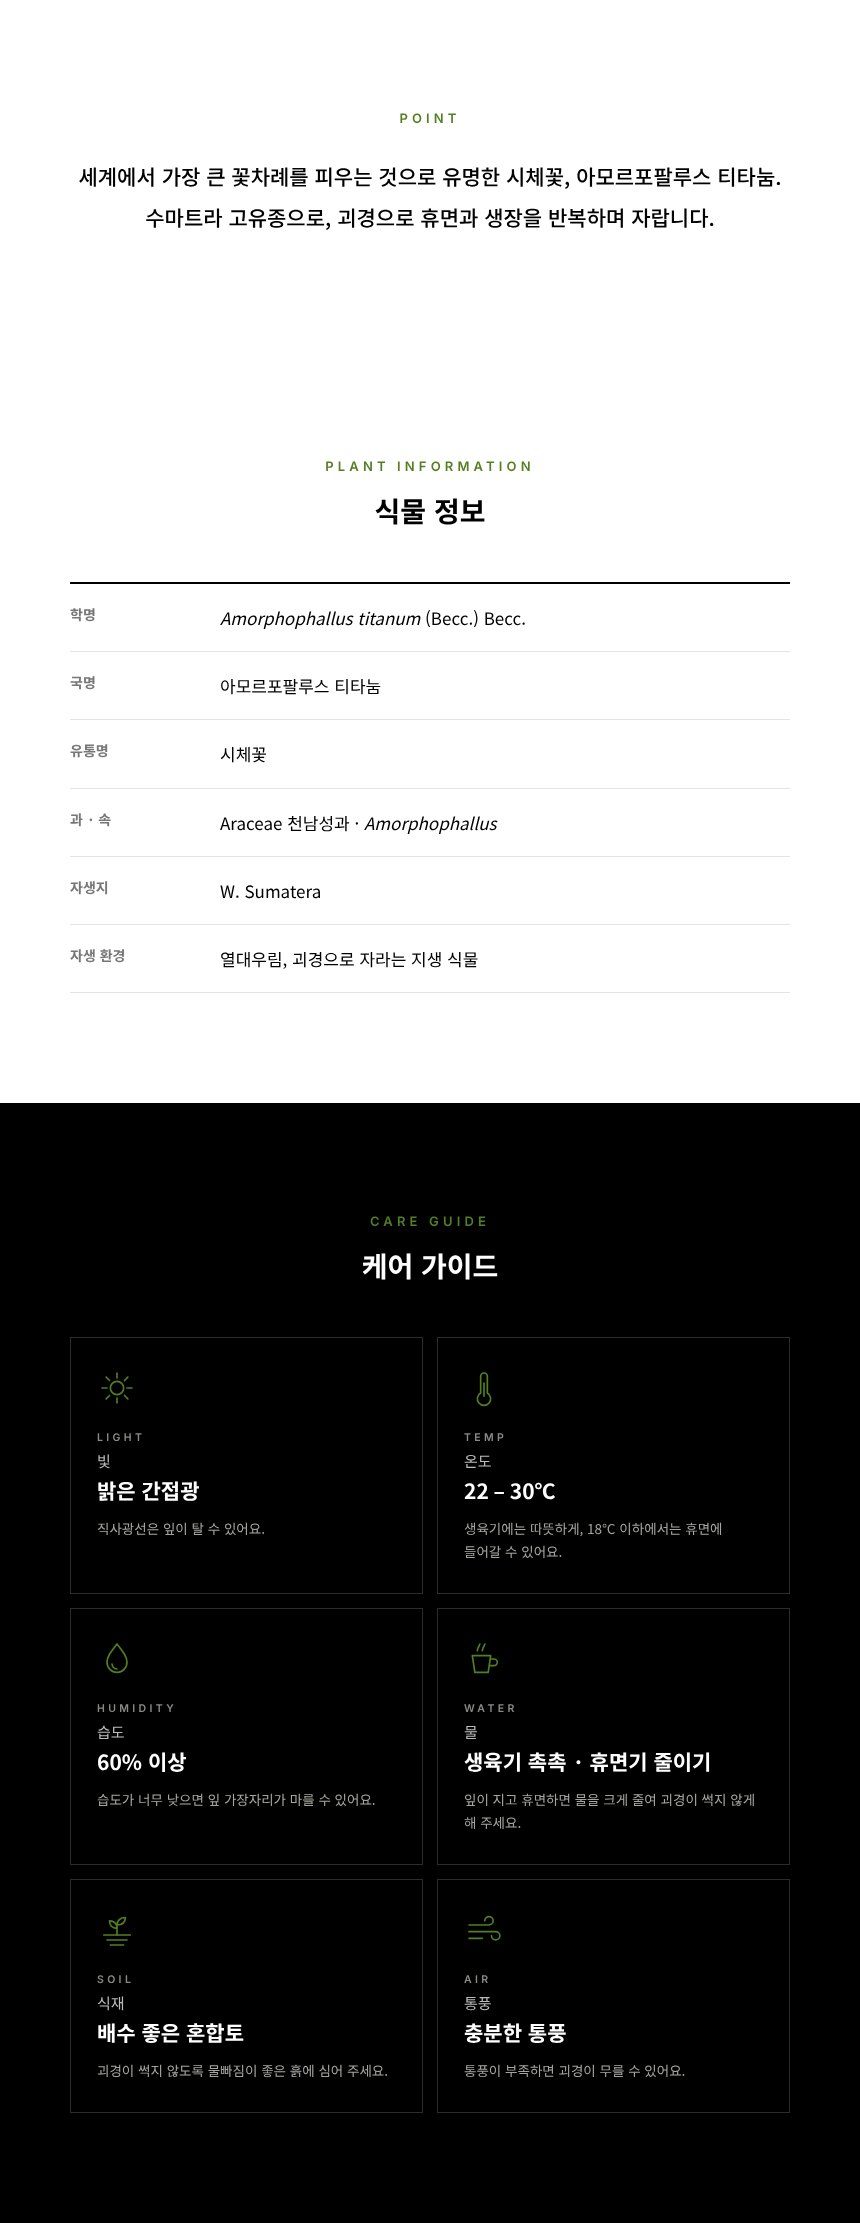 POINT
세계에서 가장 큰 꽃차례를 피우는 것으로 유명한 시체꽃, 아모르포팔루스 티타눔.
수마트라 고유종으로, 괴경으로 휴면과 생장을 반복하며 자랍니다.
PLANT INFORMATION
식물 정보
학명 Amorphophallus titanum (Becc.) Becc.
국명 아모르포팔루스 티타눔
유통명 시체꽃
과 · 속 Araceae 천남성과 · Amorphophallus
자생지 W. Sumatera
자생 환경 열대우림, 괴경으로 자라는 지생 식물
CARE GUIDE
케어 가이드
LIGHT
빛
밝은 간접광
직사광선은 잎이 탈 수 있어요.
TEMP
온도
22 – 30℃
생육기에는 따뜻하게, 18℃ 이하에서는 휴면에
들어갈 수 있어요.
HUMIDITY
습도
60% 이상
습도가 너무 낮으면 잎 가장자리가 마를 수 있어요.
WATER
물
생육기 촉촉 · 휴면기 줄이기
잎이 지고 휴면하면 물을 크게 줄여 괴경이 썩지 않게
해 주세요.
SOIL
식재
배수 좋은 혼합토
괴경이 썩지 않도록 물빠짐이 좋은 흙에 심어 주세요.
AIR
통풍
충분한 통풍
통풍이 부족하면 괴경이 무를 수 있어요.